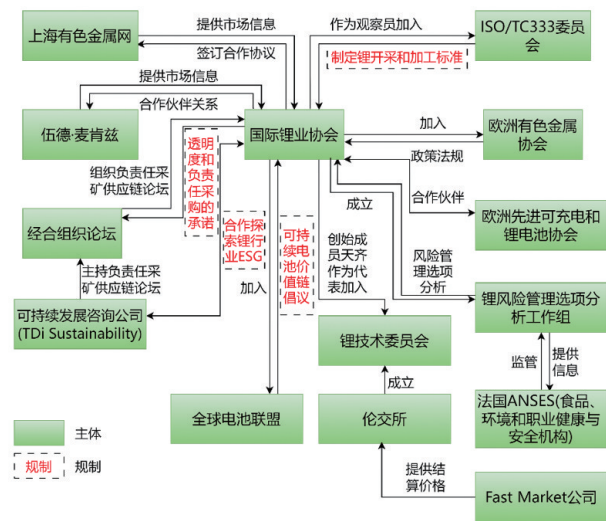 上海有色金属网
提供市场信息
签订合作协议
作为观察员加入
制定锂开采和加工标准
ISO/TC333委员
会
提供市场信息
合作伙伴关系
伍德·麦肯兹
国际锂业协会
加入
政策法规
欧洲有色金属
协会
组织负责任采
矿供应链论坛
透明
度和
负责
任采
购的
承诺
合作伙伴
欧洲先进可充电和
锂电池协会
经合组织论坛
合作探
索锂行
业ESG
加入
可持
续电
池价
值链
倡议
成立
创始成
员天齐
作为代
表加入
风险管
理选项
分析
主持负责任采
矿供应链论坛
可持续发展咨询公司
(TDi Sustainability)
锂风险管理选项分
析工作组
锂技术委员会
监管
提供
信息
成立
全球电池联盟
伦交所
法国ANSES(食品、
环境和职业健康与
安全机构)
主体
规制
规制
提供结
算价格
Fast Market公司